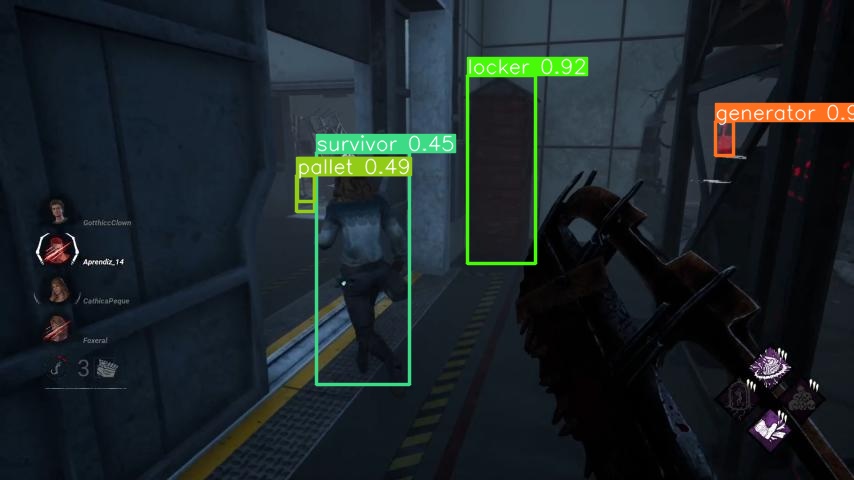 locker 0.92
generator 0.9
survivor 0.45
pallet 0.49
GotthiccClown
Aprendiz_14
CathicaPeque
Foxeral
3